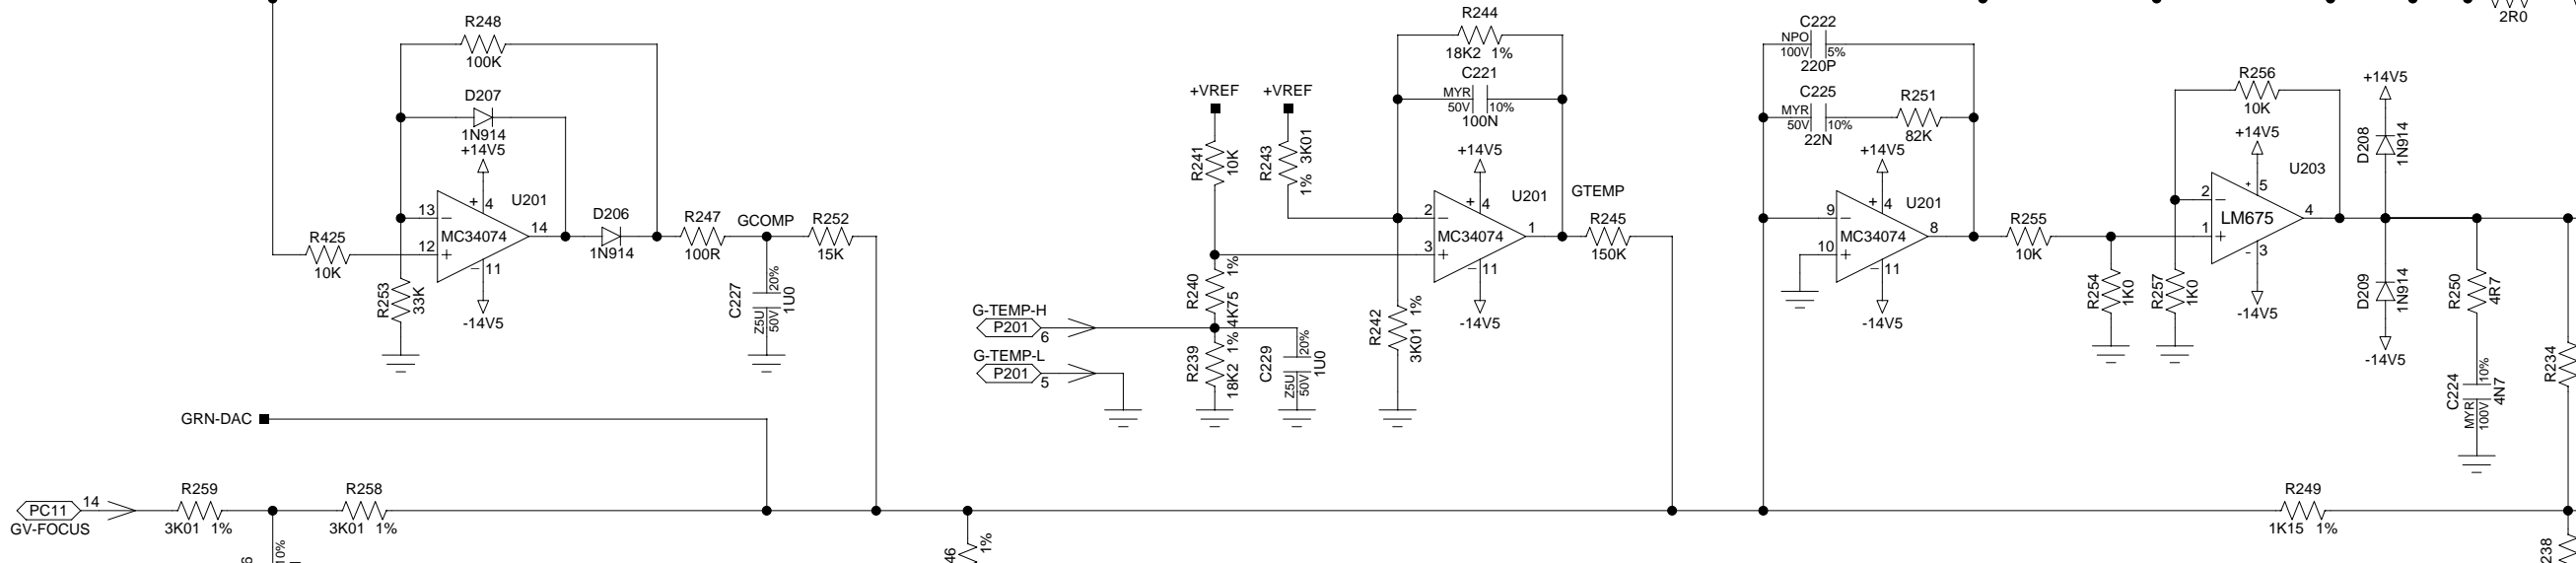 2R0
R248
100K
D207
1N914
+14V5
4
U201
13
14
MC34074
12
11
-14V5
R425
10K
R253
33K
D206
1N914
R247
100R
GCOMP
R252
15K
C227
Z5U
50V
20%
1U0
GRN-DAC
PC11
14
GV-FOCUS
R259
3K01 1%
R258
3K01 1%
10%
6
46
1%
R244
18K2 1%
C221
MYR
50V
10%
100N
+VREF
+VREF
R241
10K
R243
1% 3K01
+14V5
4
U201
2
1
MC34074
3
11
-14V5
GTEMP
R245
150K
R240
4K75 1%
G-TEMP-H
P201
6
G-TEMP-L
P201
5
R239
18K2 1%
C229
Z5U
50V
20%
1U0
R242
3K01 1%
C222
NPO
100V
5%
220P
C225
MYR
50V
10%
22N
R251
82K
+14V5
4
U201
9
8
MC34074
10
11
-14V5
R255
10K
R254
1K0
R257
1K0
R256
10K
+14V5
5
U203
2
4
LM675
1
3
-14V5
+14V5
D208
1N914
D209
1N914
-14V5
R250
4R7
C224
MYR
100V
10%
4N7
R234
R249
1K15 1%
238